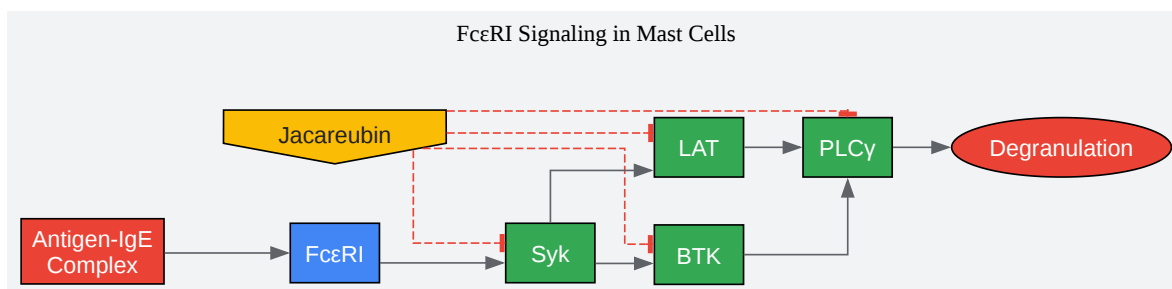 FcεRI Signaling in Mast Cells
Jacareubin
LAT
PLCγ
Degranulation
Antigen-IgE
Complex
FcεRI
Syk
BTK